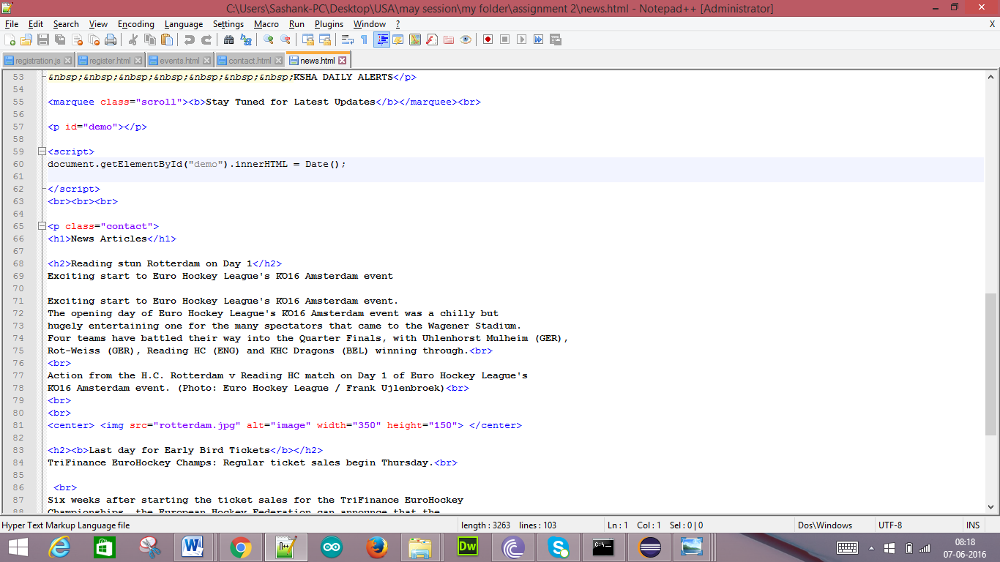 C:\Users\Sashank-PC\Desktop\USA\may session\my folder\assignment 2\news.html - Notepad++ [Administrator]
File Edit Search View Encoding Language Settings Macro Run Plugins Window ? X
registration.js register.html events.html contact.html news.html
53 &nbsp;&nbsp;&nbsp;&nbsp;&nbsp;&nbsp;&nbsp;KSHA DAILY ALERTS</p>
54
55 <marquee class="scroll"><b>Stay Tuned for Latest Updates</b></marquee><br>
56
57 <p id="demo"></p>
58
59 <script>
60 document.getElementById("demo").innerHTML = Date();
61
62 </script>
63 <br><br><br>
64
65 <p class="contact">
66 <h1>News Articles</h1>
67
68 <h2>Reading stun Rotterdam on Day 1</h2>
69 Exciting start to Euro Hockey League's KO16 Amsterdam event
70
71 Exciting start to Euro Hockey League's KO16 Amsterdam event.
72 The opening day of Euro Hockey League's KO16 Amsterdam event was a chilly but
73 hugely entertaining one for the many spectators that came to the Wagener Stadium.
74 Four teams have battled their way into the Quarter Finals, with Uhlenhorst Mulheim (GER),
75 Rot-Weiss (GER), Reading HC (ENG) and KHC Dragons (BEL) winning through.<br>
76 <br>
77 Action from the H.C. Rotterdam v Reading HC match on Day 1 of Euro Hockey League's
78 KO16 Amsterdam event. (Photo: Euro Hockey League / Frank Ujlenbroek)<br>
79 <br>
80 <br>
81 <center> <img src="rotterdam.jpg" alt="image" width="350" height="150"> </center>
82
83 <h2><b>Last day for Early Bird Tickets</b></h2>
84 TriFinance EuroHockey Champs: Regular ticket sales begin Thursday.<br>
85
86 <br>
87 Six weeks after starting the ticket sales for the TriFinance EuroHockey
88 Championships, the European Hockey Federation can announce that the
Hyper Text Markup Language file length : 3263 lines : 103 Ln : 1 Col : 1 Sel : 0 | 0 Dos\Windows UTF-8 INS
08:18
07-06-2016